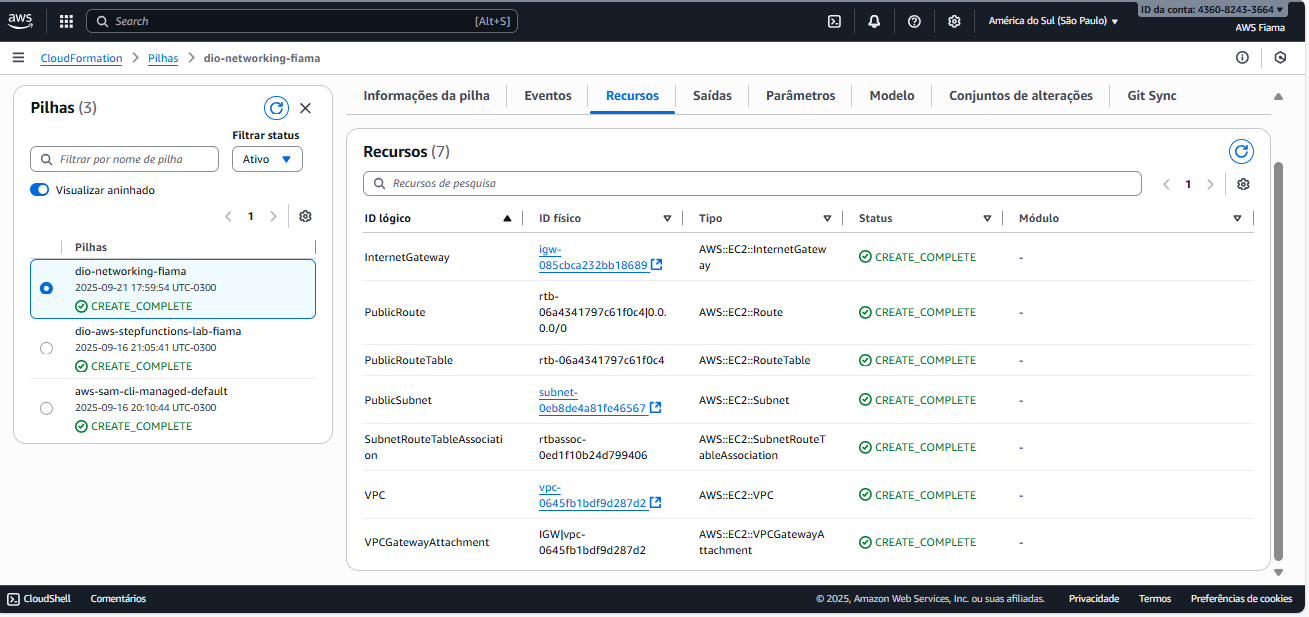 aws
Search [Alt+S]
América do Sul (São Paulo)
ID da conta: 4360-8243-3664
AWS Fiama
CloudFormation
Pilhas
dio-networking-fiama
Pilhas (3)
Filtrar status
Filtrar por nome de pilha
Ativo
Visualizar aninhado
1
Pilhas
dio-networking-fiama
2025-09-21 17:59:54 UTC-0300
CREATE_COMPLETE
dio-aws-stepfunctions-lab-fiama
2025-09-16 21:05:41 UTC-0300
CREATE_COMPLETE
aws-sam-cli-managed-default
2025-09-16 20:10:44 UTC-0300
CREATE_COMPLETE
Informações da pilha
Eventos
Recursos
Saídas
Parâmetros
Modelo
Conjuntos de alterações
Git Sync
Recursos (7)
Recursos de pesquisa
1
ID lógico
ID físico
Tipo
Status
Módulo
InternetGateway
igw-
085cbca232bb18689
AWS::EC2::InternetGatew
ay
CREATE_COMPLETE
-
PublicRoute
rtb-
06a4341797c61f0c4|0.0.
0.0/0
AWS::EC2::Route
CREATE_COMPLETE
-
PublicRouteTable
rtb-06a4341797c61f0c4
AWS::EC2::RouteTable
CREATE_COMPLETE
-
PublicSubnet
subnet-
0eb8de4a81fe46567
AWS::EC2::Subnet
CREATE_COMPLETE
-
SubnetRouteTableAssociati
on
rtbassoc-
0ed1f10b24d799406
AWS::EC2::SubnetRouteT
ableAssociation
CREATE_COMPLETE
-
VPC
vpc-
0645fb1bdf9d287d2
AWS::EC2::VPC
CREATE_COMPLETE
-
VPCGatewayAttachment
IGW|vpc-
0645fb1bdf9d287d2
AWS::EC2::VPCGatewayA
ttachment
CREATE_COMPLETE
-
CloudShell
Comentários
© 2025, Amazon Web Services, Inc. ou suas afiliadas.
Privacidade
Termos
Preferências de cookies